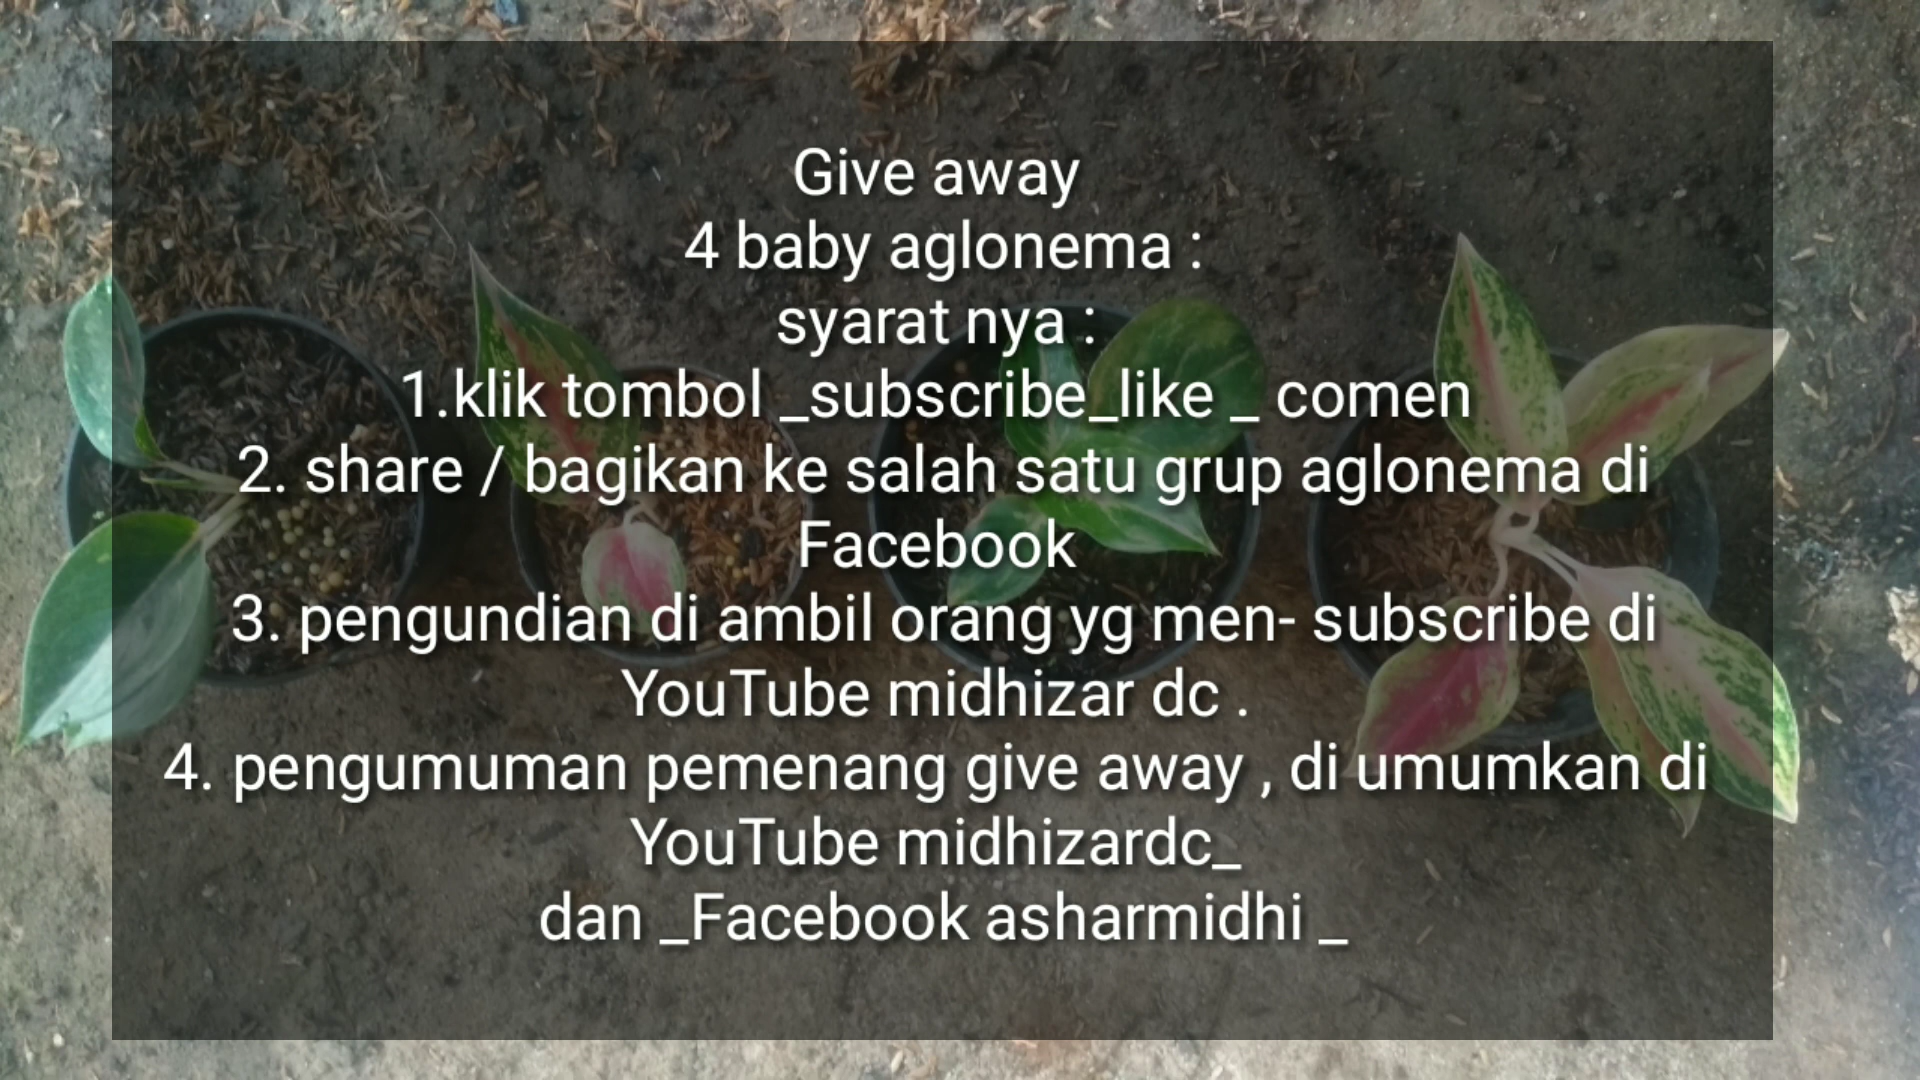 Give away
4 baby aglonema :
syarat nya :
1.klik tombol _subscribe_like _ comen
2. share / bagikan ke salah satu grup aglonema di
Facebook
3. pengundian di ambil orang yg men- subscribe di
YouTube midhizar dc .
4. pengumuman pemenang give away , di umumkan di
YouTube midhizardc_
dan _Facebook asharmidhi _